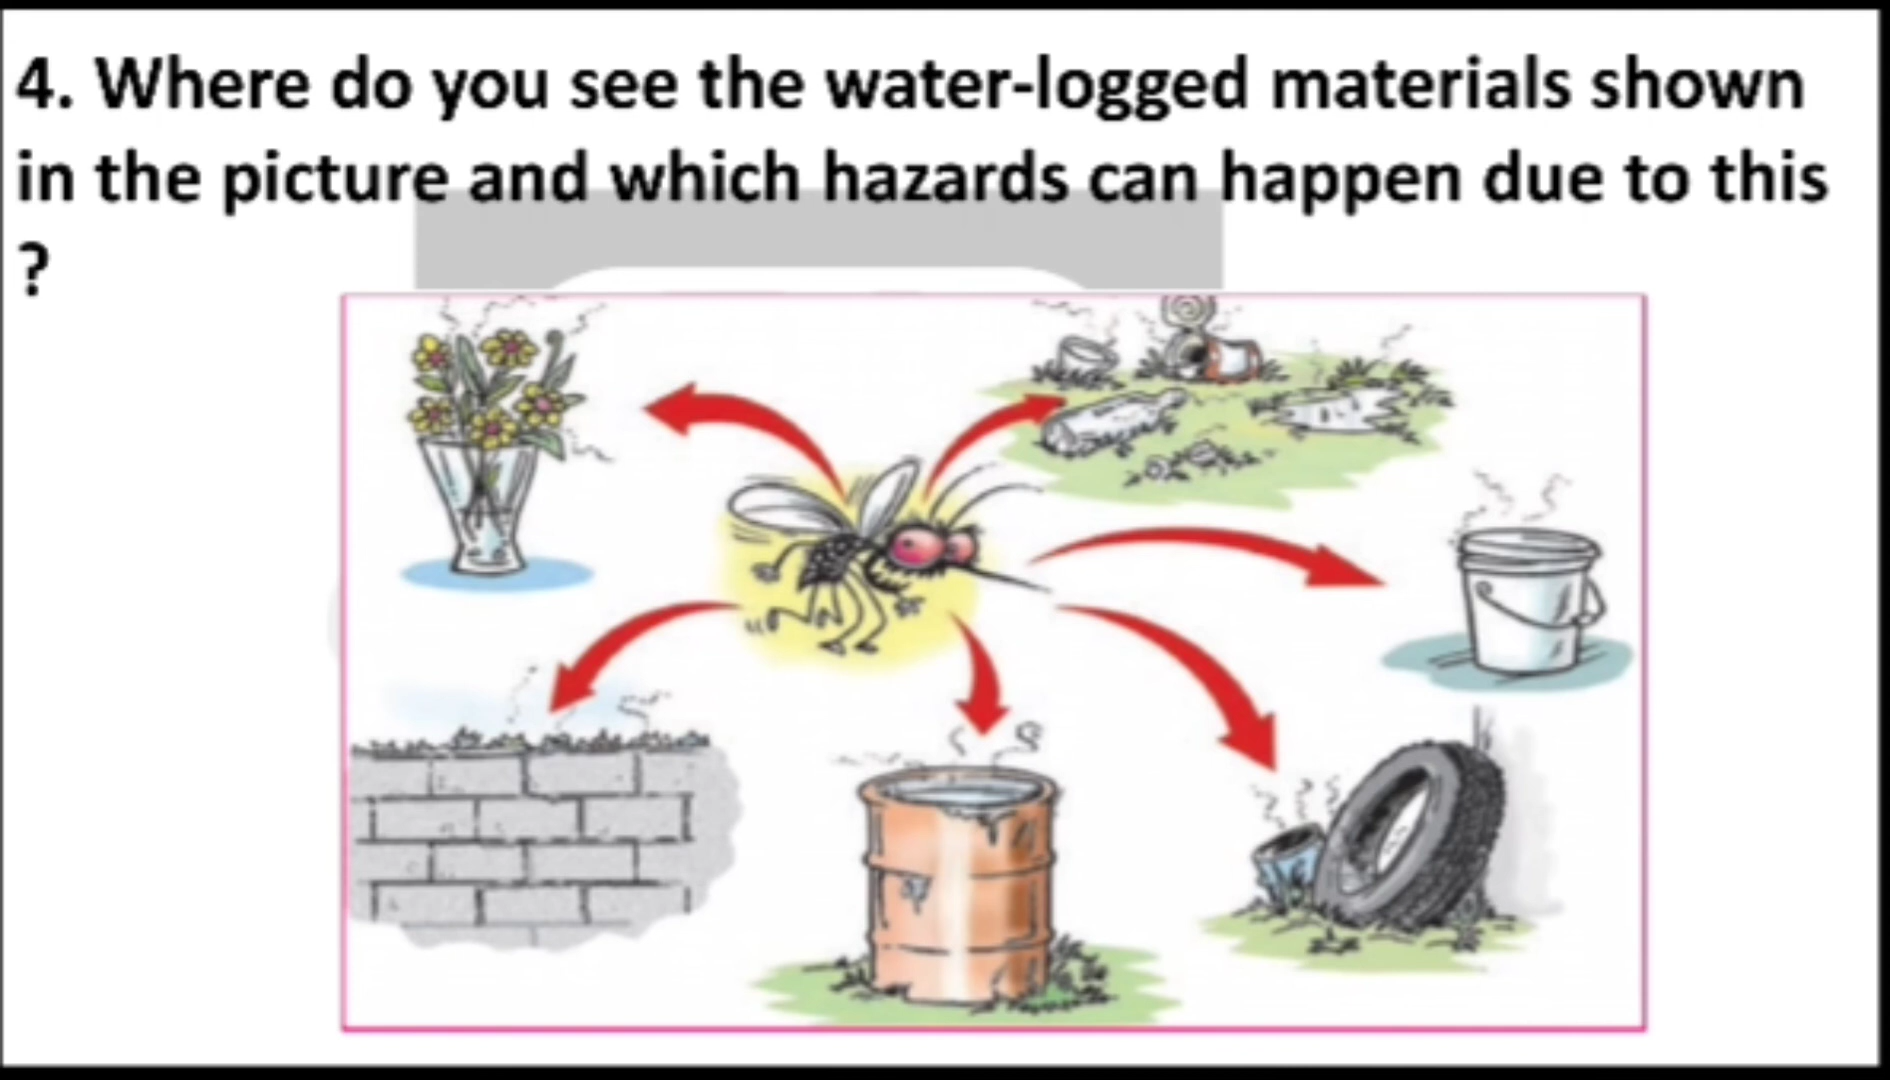 4. Where do you see the water-logged materials shown
in the picture and which hazards can happen due to this
?